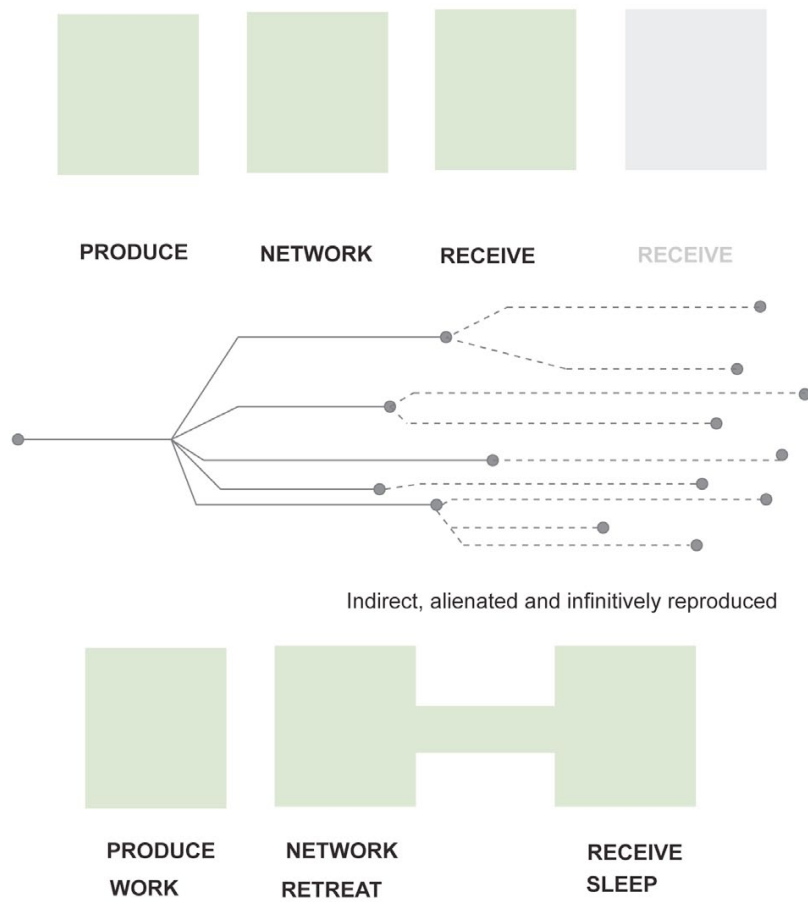 PRODUCE NETWORK RECEIVE RECEIVE
Indirect, alienated and infinitively reproduced
PRODUCE NETWORK RECEIVE
WORK RETREAT SLEEP